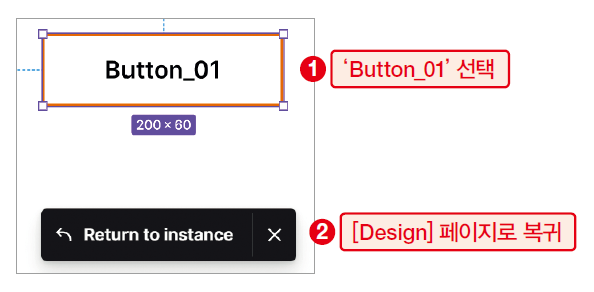 Button_01
1 'Button_01' 선택
200 × 60
Return to instance
2 [Design] 페이지로 복귀